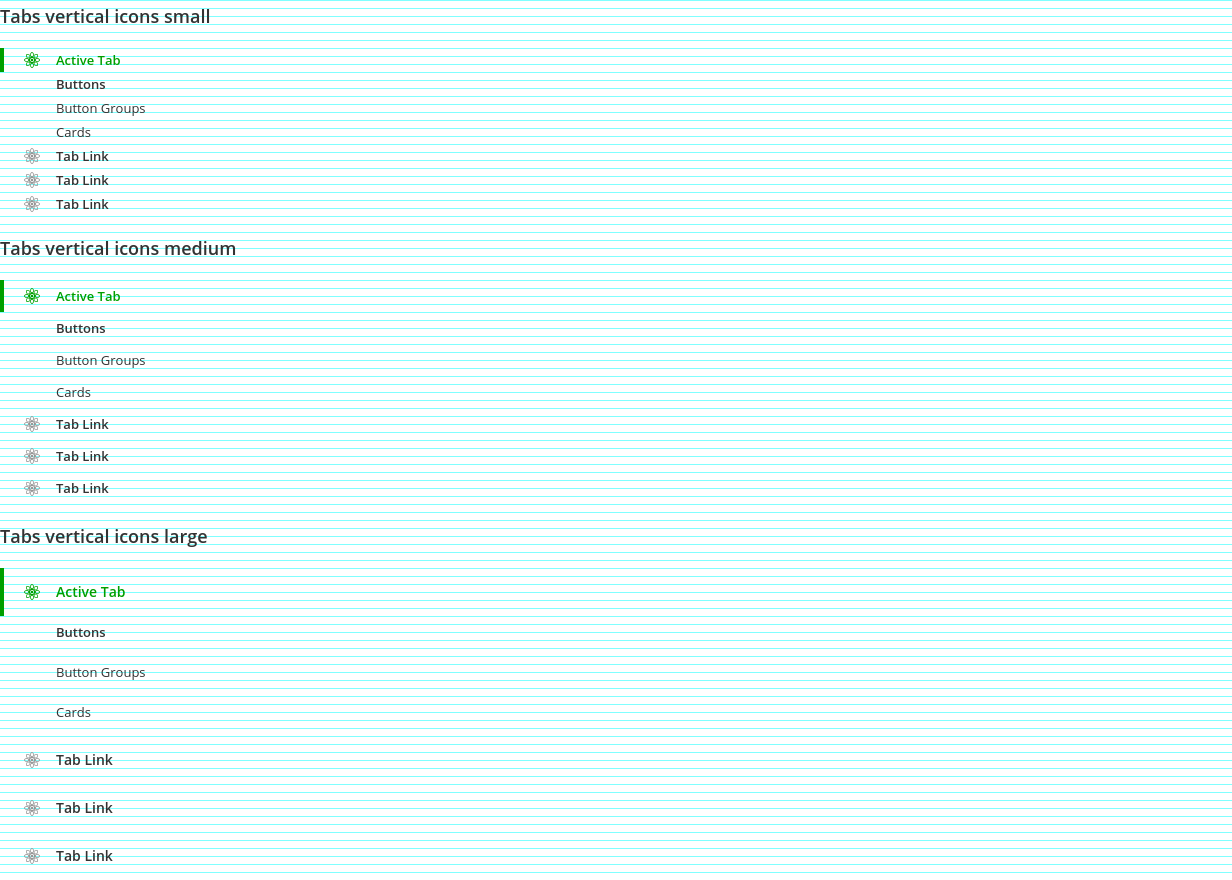 Tabs vertical icons small
Active Tab
Buttons
Button Groups
Cards
Tab Link
Tab Link
Tab Link
Tabs vertical icons medium
Active Tab
Buttons
Button Groups
Cards
Tab Link
Tab Link
Tab Link
Tabs vertical icons large
Active Tab
Buttons
Button Groups
Cards
Tab Link
Tab Link
Tab Link